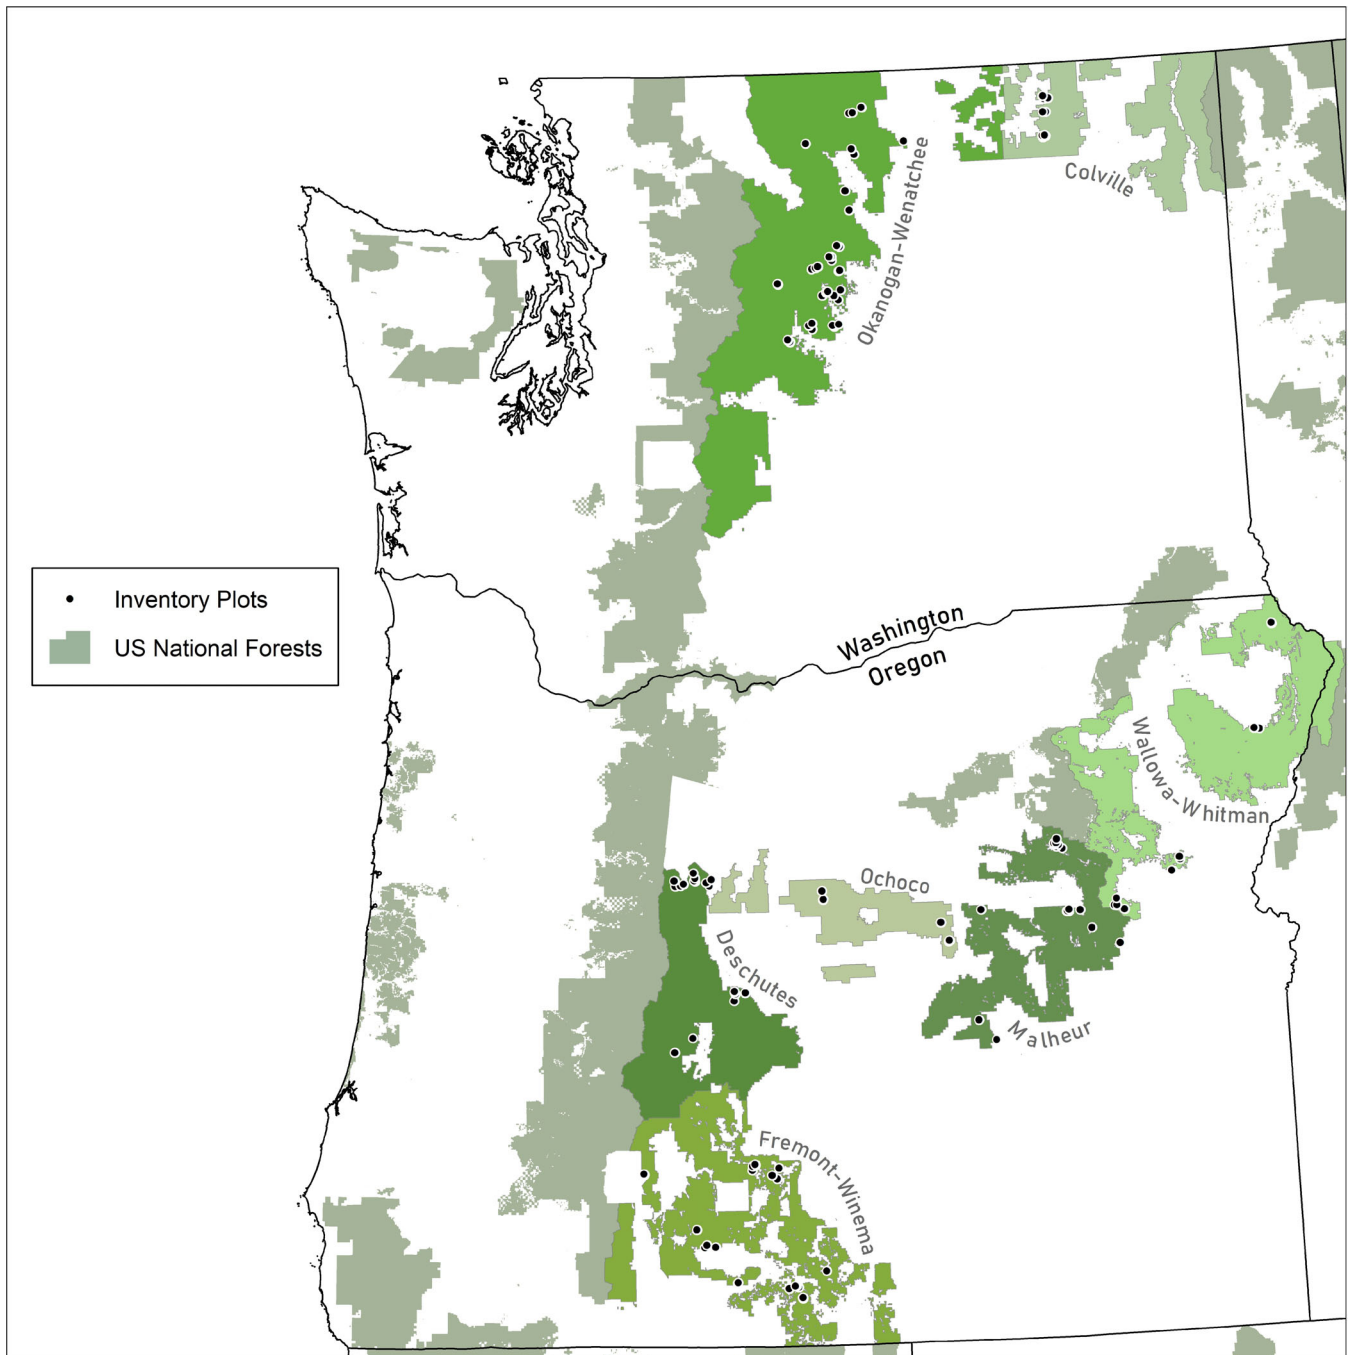 Colville
Okanogan-Wenatchee
Inventory Plots
US National Forests
Washington
Oregon
Wallowa-Whitman
Ochoco
Deschutes
Malheur
Fremont-Winema